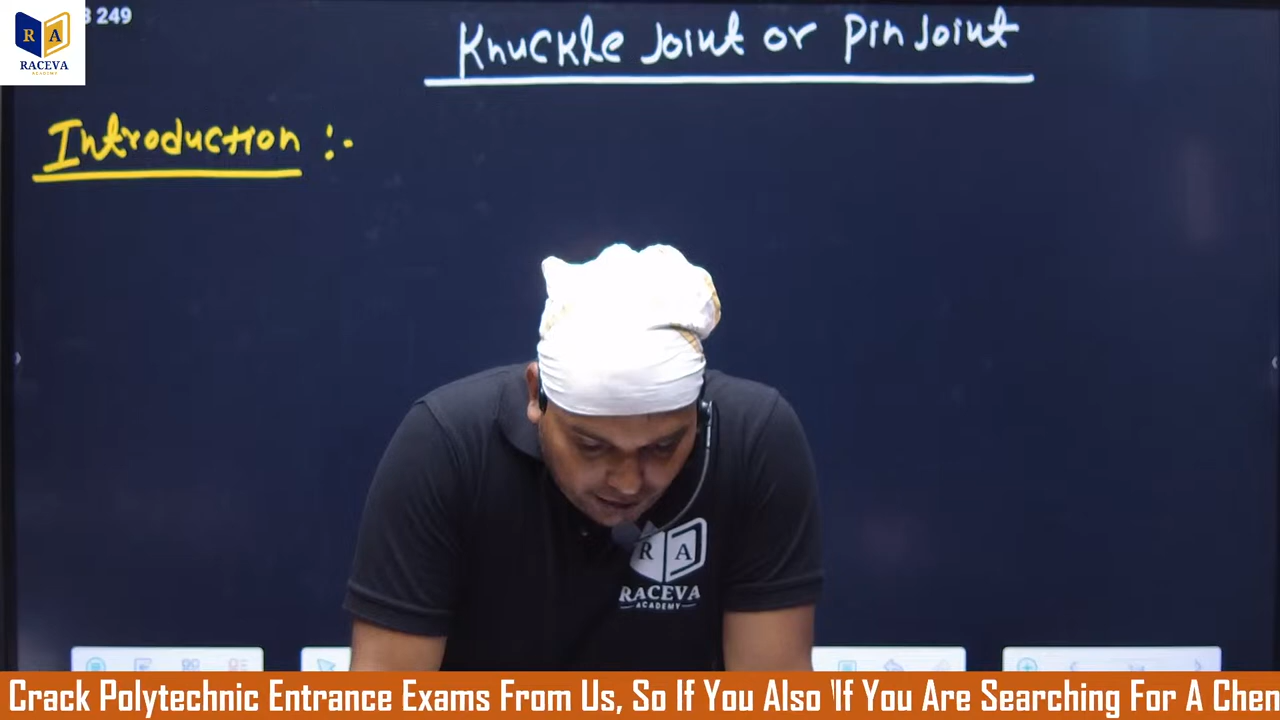 R A
RACEVA
ACADEMY
249
Knuckle Joint or Pin Joint
Introduction :-
R A
RACEVA
ACADEMY
Crack Polytechnic Entrance Exams From Us, So If You Also If You Are Searching For A Chen